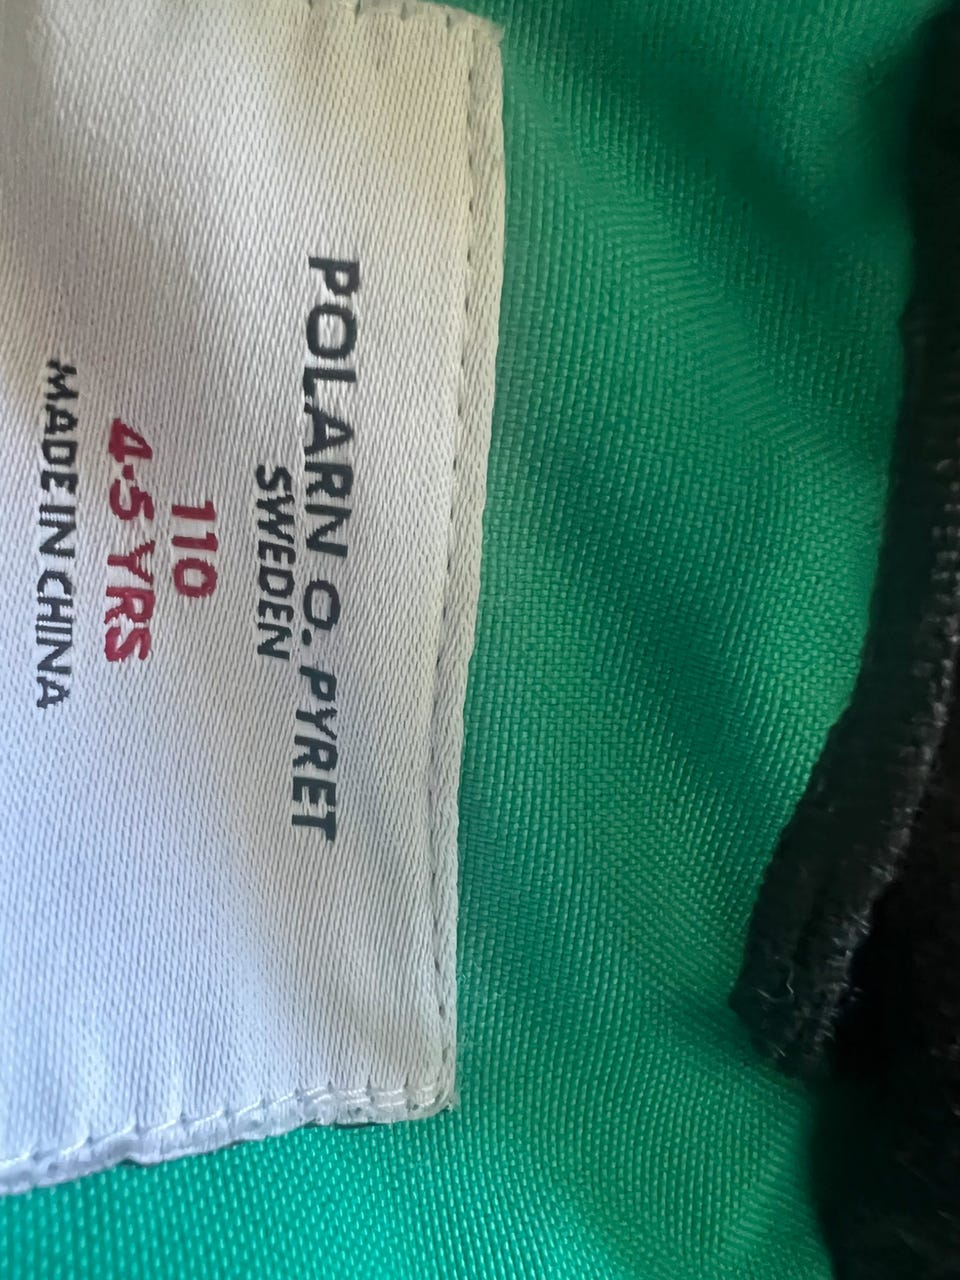 POLARN O. PYRET
SWEDEN
110
4-5 YRS
MADE IN CHINA